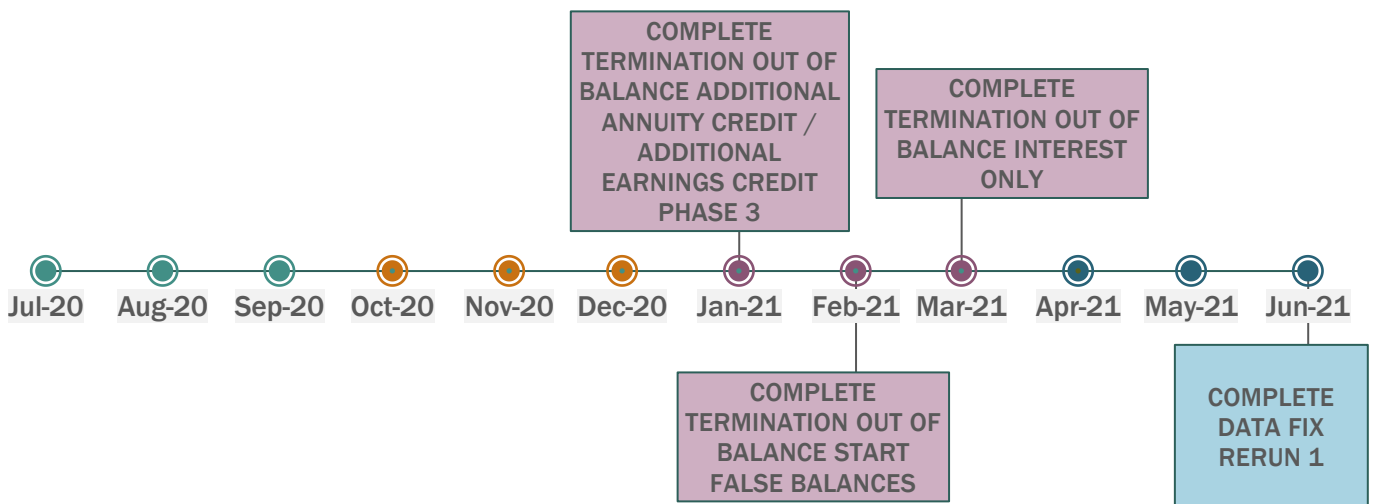 COMPLETE
TERMINATION OUT OF
BALANCE ADDITIONAL
ANNUITY CREDIT /
ADDITIONAL
EARNINGS CREDIT
PHASE 3
COMPLETE
TERMINATION OUT OF
BALANCE INTEREST
ONLY
Jul-20 Aug-20 Sep-20 Oct-20 Nov-20 Dec-20 Jan-21 Feb-21 Mar-21 Apr-21 May-21 Jun-21
COMPLETE
TERMINATION OUT OF
BALANCE START
FALSE BALANCES
COMPLETE
DATA FIX
RERUN 1